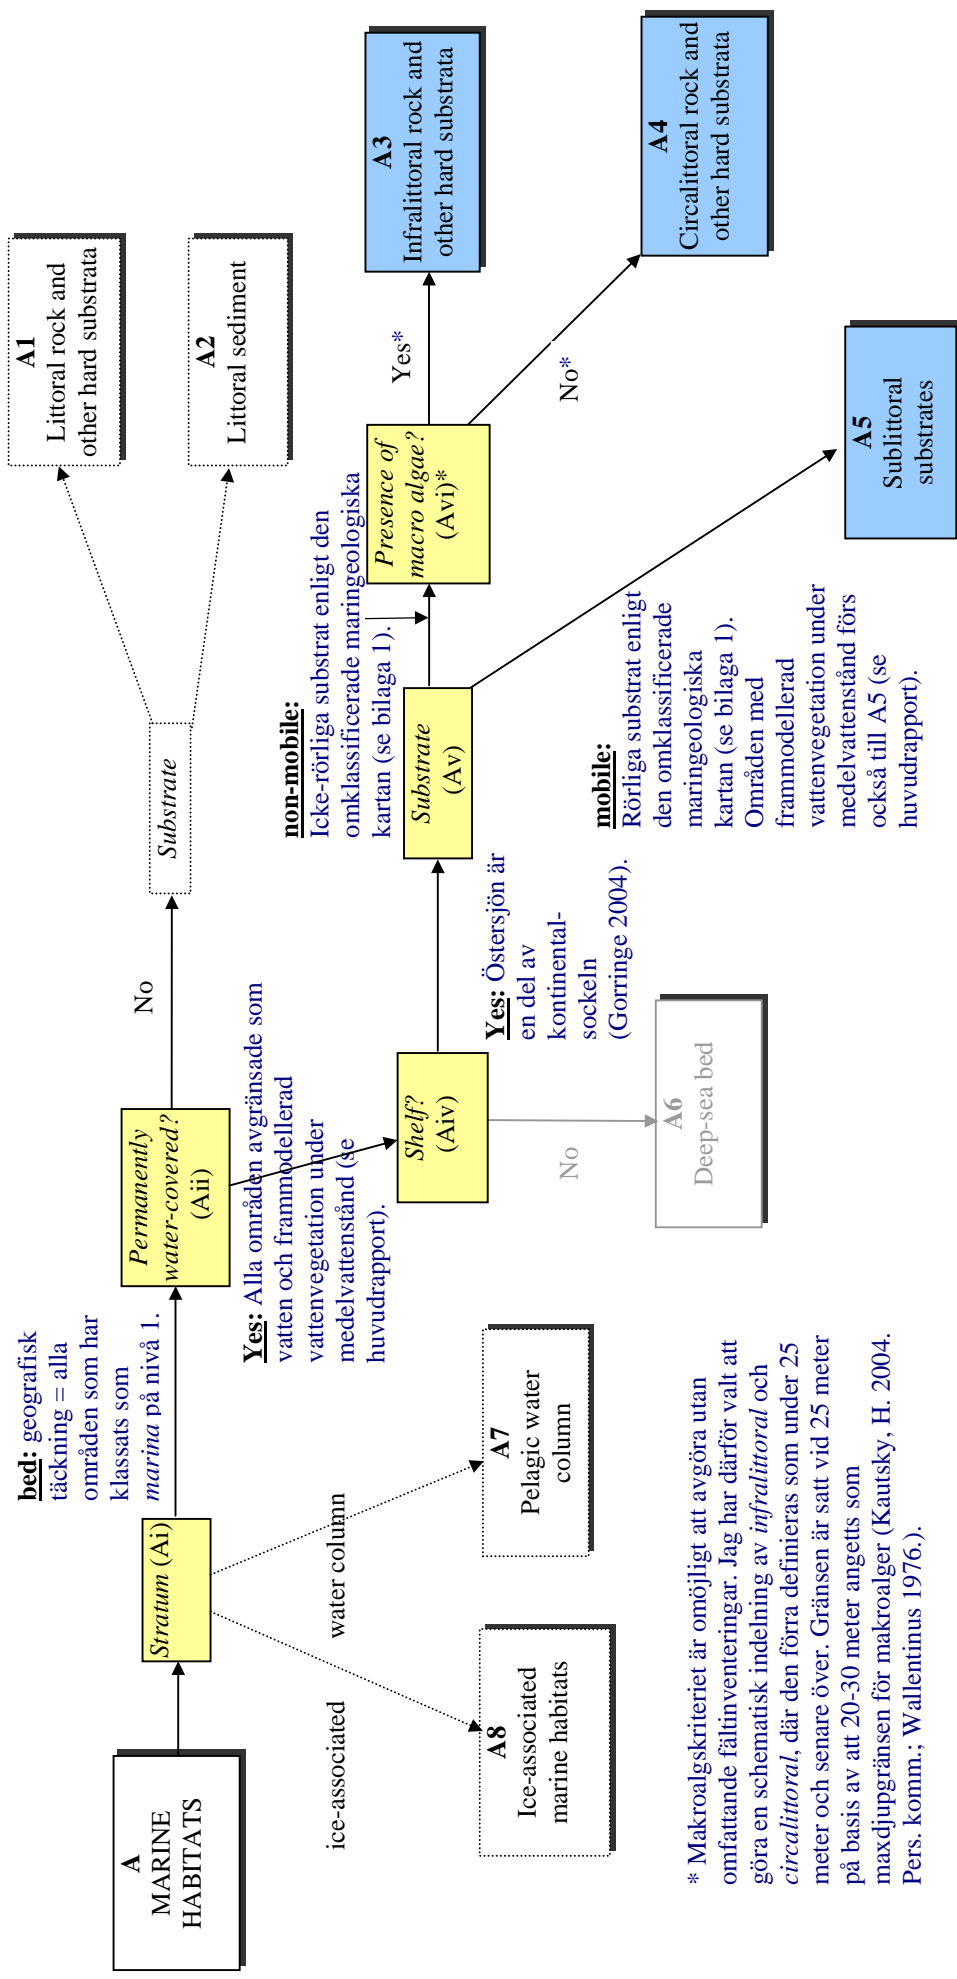 A
MARINE
HABITATS
Stratum (Ai)
bed: geografisk
täckning = alla
områden som har
klassats som
marina på nivå 1.
Permanently
water-covered?
(Aii)
No
Substrate
A1
Littoral rock and
other hard substrata
A2
Littoral sediment
Yes: Alla områden avgränsade som
vatten och frammodellerad
vattenvegetation under
medelvattenstånd (se
huvudrapport).
ice-associated
water column
A8
Ice-associated
marine habitats
A7
Pelagic water
column
Shelf?
(Aiv)
No
A6
Deep-sea bed
Yes: Östersjön är
en del av
kontinental-
sockeln
(Gorringe 2004).
Substrate
(Av)
non-mobile:
Icke-rörliga substrat enligt den
omklassificerade maringeologiska
kartan (se bilaga 1).
Presence of
macro algae?
(Avi)*
Yes*
A3
Infralittoral rock and
other hard substrata
No*
A4
Circalittoral rock and
other hard substrata
mobile:
Rörliga substrat enligt
den omklassificerade
maringeologiska
kartan (se bilaga 1).
Områden med
frammodellerad
vattenvegetation under
medelvattenstånd förs
också till A5 (se
huvudrapport).
A5
Sublittoral
substrates
* Makroalgskriteriet är omöjligt att avgöra utan
omfattande fältinventeringar. Jag har därför valt att
göra en schematisk indelning av infralittoral och
circalittoral, där den förra definieras som under 25
meter och senare över. Gränsen är satt vid 25 meter
på basis av att 20-30 meter angetts som
maxdjupgränsen för makroalger (Kautsky, H. 2004.
Pers. komm.; Wallentinus 1976.).